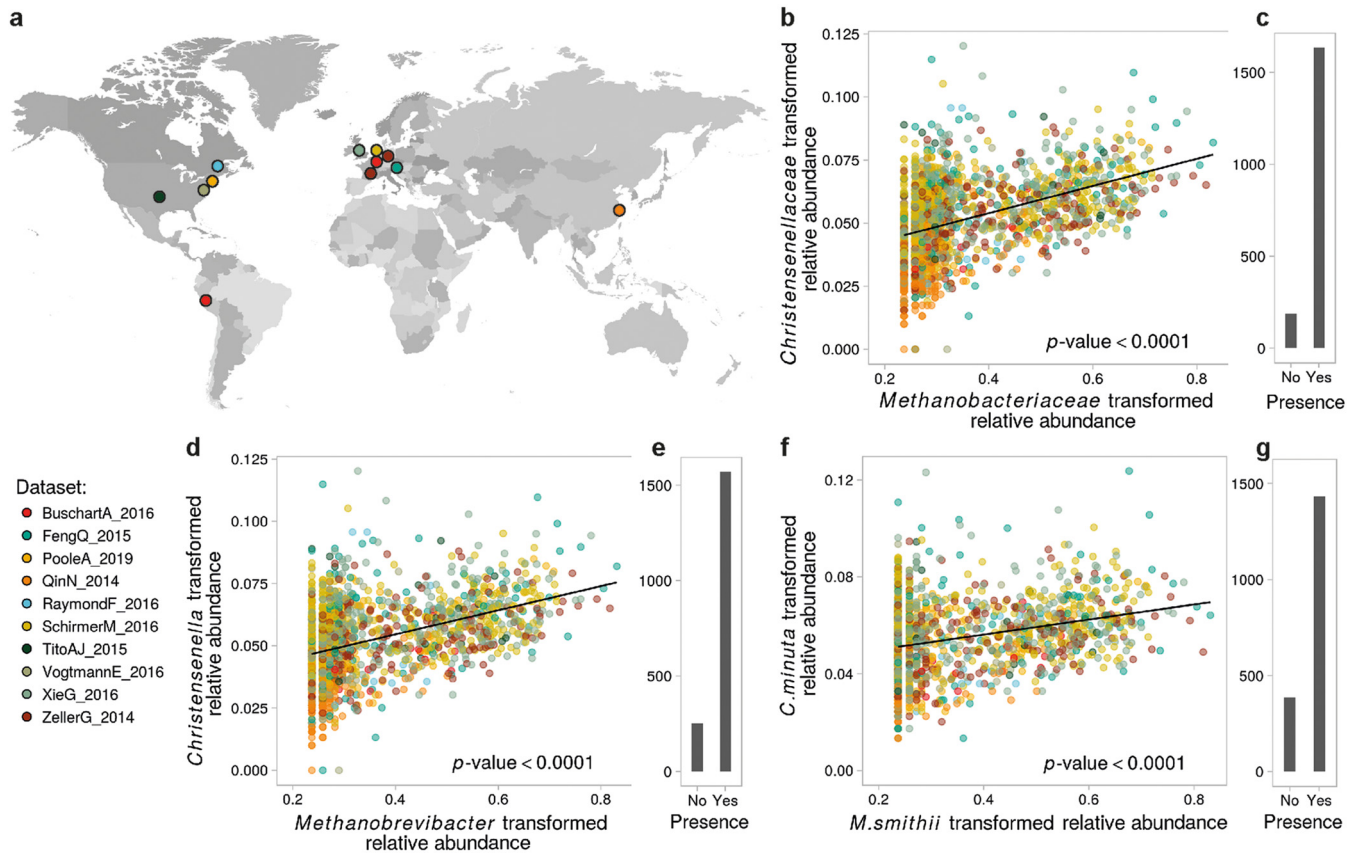 a
b
c
0.125
0.100
0.075
0.050
0.025
0.000
Christensenellaceae transformed
relative abundance
p-value < 0.0001
0.2 0.4 0.6 0.8
Methanobacteriaceae transformed
relative abundance
1500
1000
500
0
No Yes
Presence
Dataset:
BuschartA_2016
FengQ_2015
PooleA_2019
QinN_2014
RaymondF_2016
SchirmerM_2016
TitoAJ_2015
VogtmannE_2016
XieG_2016
ZellerG_2014
d
e
0.125
0.100
0.075
0.050
0.025
0.000
Christensenella transformed
relative abundance
p-value < 0.0001
0.2 0.4 0.6 0.8
Methanobrevibacter transformed
relative abundance
1500
1000
500
0
No Yes
Presence
f
g
0.12
0.08
0.04
0.00
C.minuta transformed
relative abundance
p-value < 0.0001
0.2 0.4 0.6 0.8
M.smithii transformed relative abundance
1500
1000
500
0
No Yes
Presence